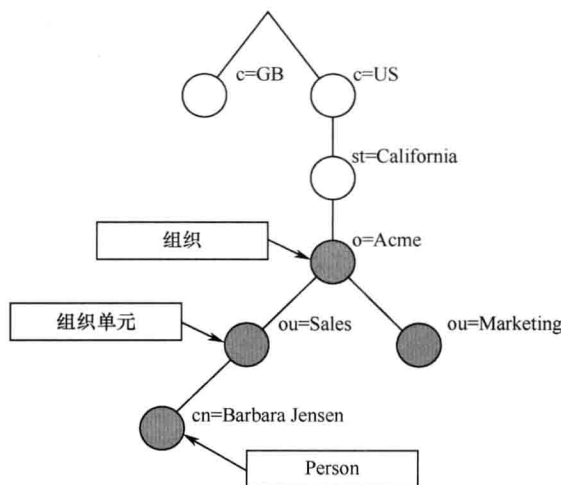 c=GB
c=US
st=California
组织
o=Acme
组织单元
ou=Sales
ou=Marketing
cn=Barbara Jensen
Person